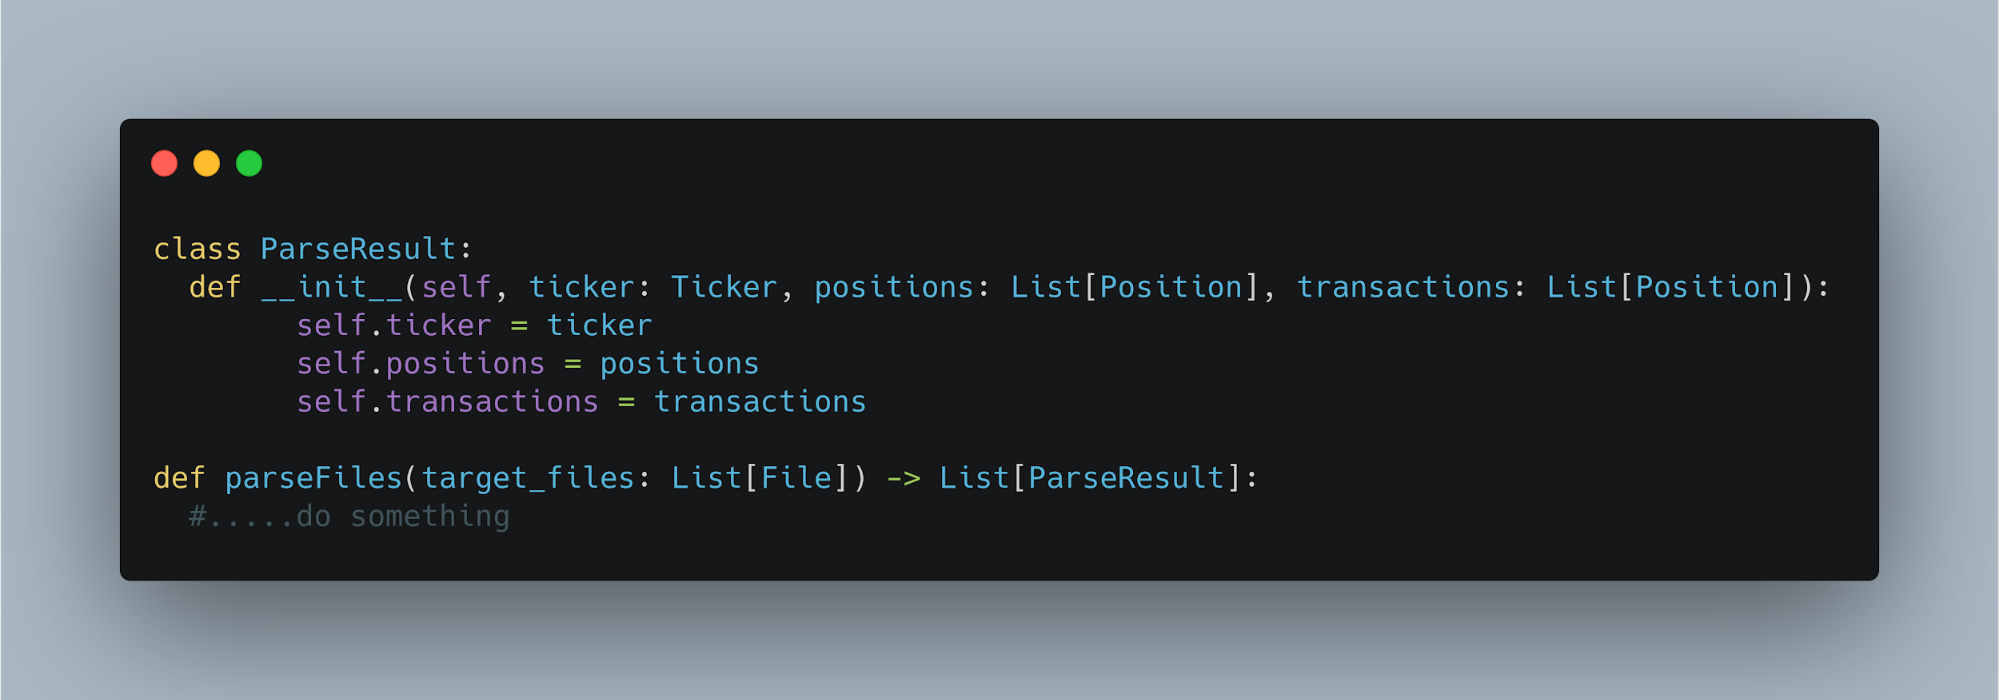 class ParseResult:
  def __init__(self, ticker: Ticker, positions: List[Position], transactions: List[Position]):
        self.ticker = ticker
        self.positions = positions
        self.transactions = transactions

def parseFiles(target_files: List[File]) -> List[ParseResult]:
  #.....do something